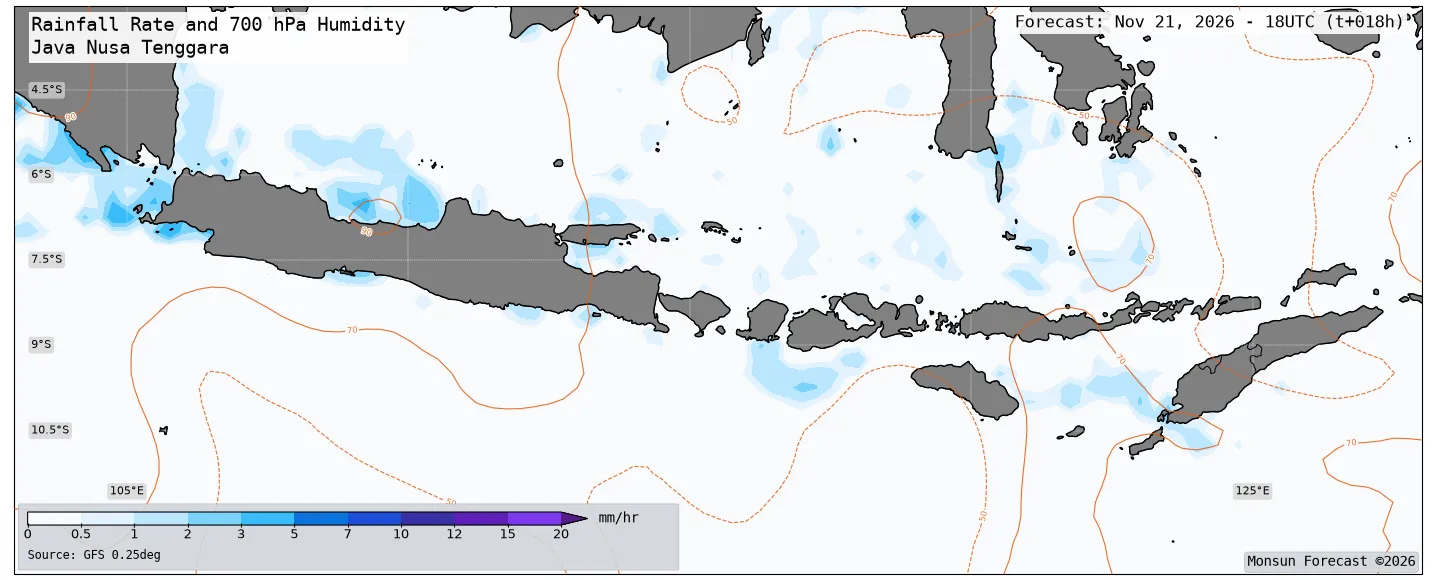 Rainfall Rate and 700 hPa Humidity
Java Nusa Tenggara
Forecast: Nov 21, 2026 - 18UTC (t+018h)
4.5°S
90
50
50
6°S
70
90
7.5°S
70
70
9°S
70
10.5°S
70
105°E
125°E
50
50
0 0.5 1 2 3 5 7 10 12 15 20 mm/hr
Source: GFS 0.25deg
Monsun Forecast ©2026